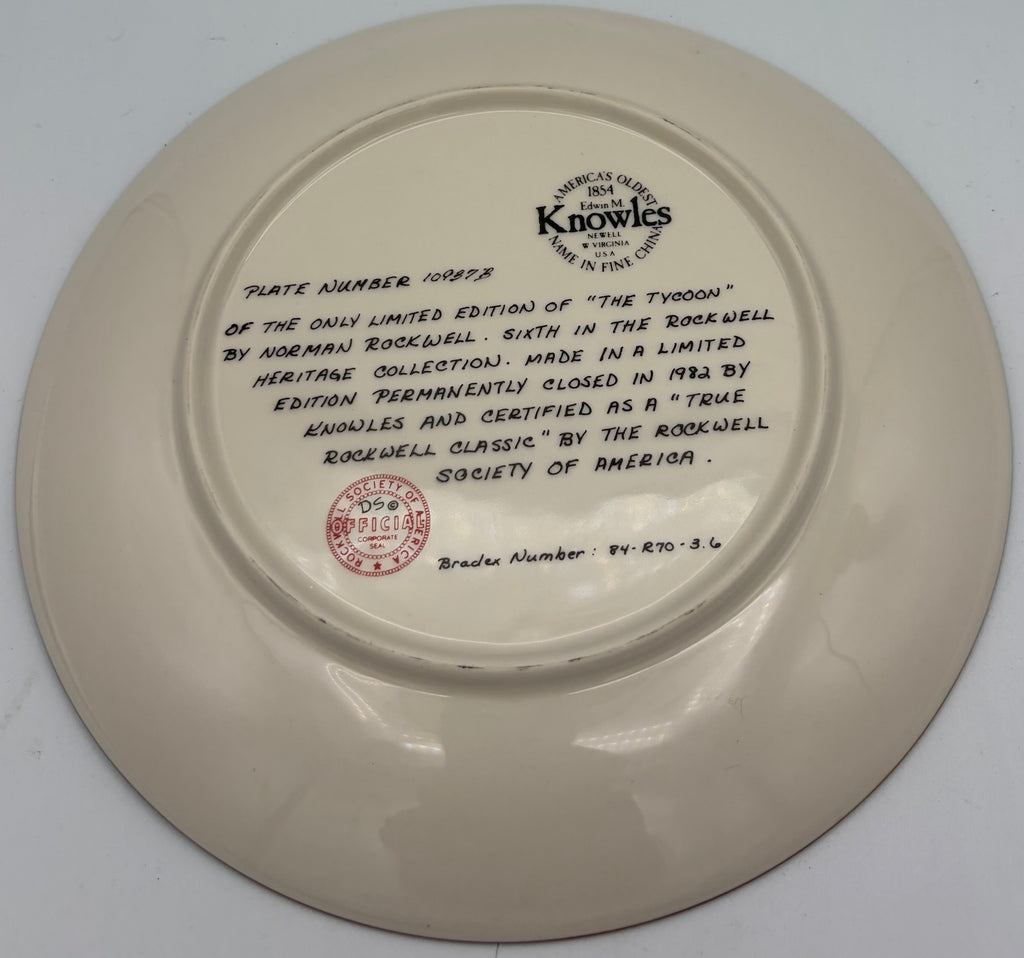 AMERICA'S OLDEST
1854
Edwin M.
Knowles
NEWELL
W VIRGINIA
USA
NAME IN FINE CHINA
PLATE NUMBER
OF THE ONLY LIMITED EDITION OF "THE TYCOON"
BY NORMAN ROCKWELL. SIXTH IN THE ROCKWELL
HERITAGE COLLECTION. MADE IN A LIMITED
EDITION PERMANENTLY CLOSED IN 1982 BY
KNOWLES AND CERTIFIED AS A "TRUE
ROCKWELL CLASSIC" BY THE ROCKWELL
SOCIETY OF AMERICA.
ROCKWELL SOCIETY OF AMERICA
DS©
OFFICIAL
CORPORATE
SEAL
Bradex Number: 84-R70-3.6